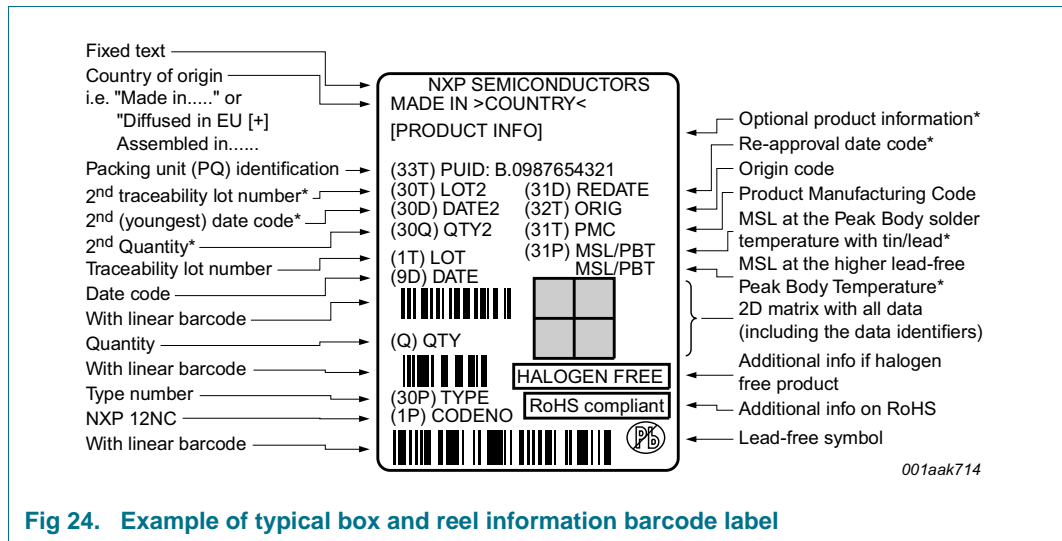 Fixed text
Country of origin
i.e. "Made in....." or
"Diffused in EU [+]
Assembled in......
Packing unit (PQ) identification
2nd traceability lot number*
2nd (youngest) date code*
2nd Quantity*
Traceability lot number
Date code
With linear barcode
Quantity
With linear barcode
Type number
NXP 12NC
With linear barcode
NXP SEMICONDUCTORS
MADE IN >COUNTRY<
[PRODUCT INFO]
(33T) PUID: B.0987654321
(30T) LOT2 (31D) REDATE
(30D) DATE2 (32T) ORIG
(30Q) QTY2 (31T) PMC
(31P) MSL/PBT
(1T) LOT MSL/PBT
(9D) DATE
(Q) QTY
HALOGEN FREE
(30P) TYPE
RoHS compliant
(1P) CODENO
Pb
Optional product information*
Re-approval date code*
Origin code
Product Manufacturing Code
MSL at the Peak Body solder
temperature with tin/lead*
MSL at the higher lead-free
Peak Body Temperature*
2D matrix with all data
(including the data identifiers)
Additional info if halogen
free product
Additional info on RoHS
Lead-free symbol
001aak714
Fig 24. Example of typical box and reel information barcode label